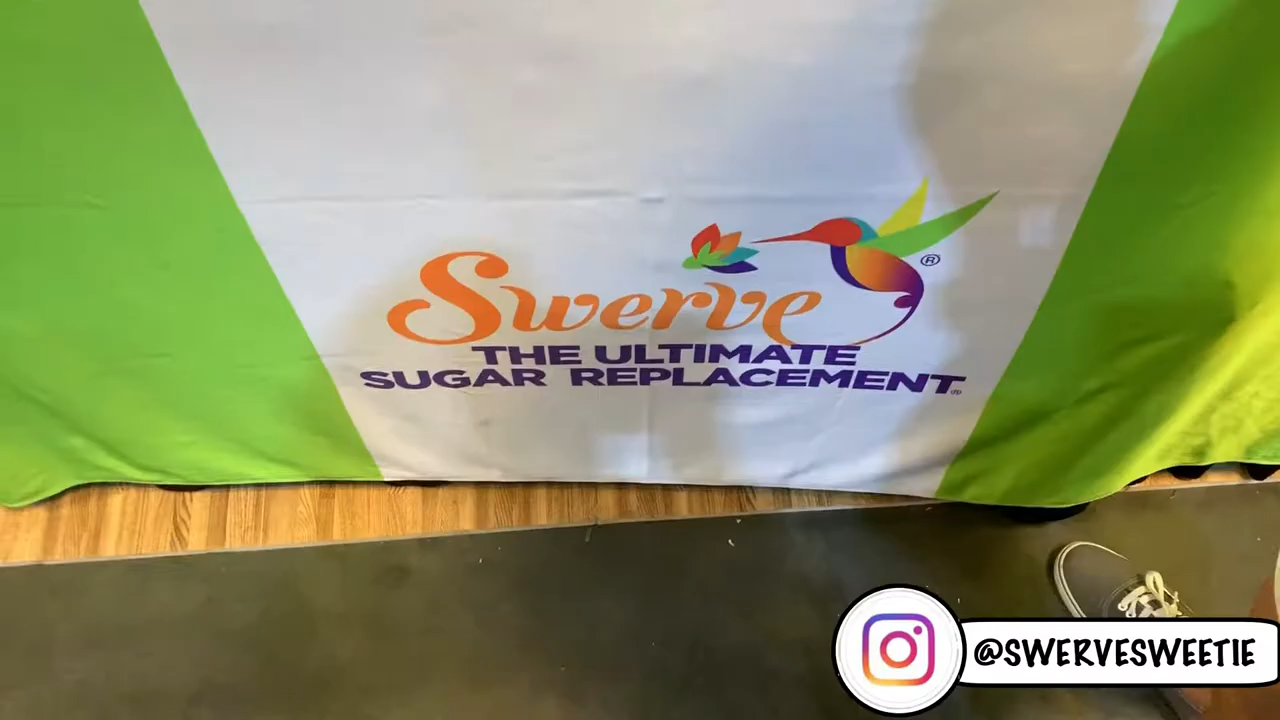 Swerve
®
THE ULTIMATE
SUGAR REPLACEMENT®
@SWERVESWEETIE